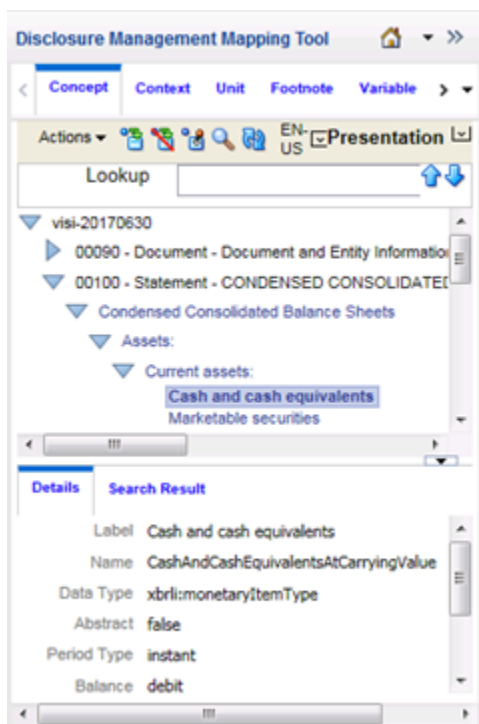 Disclosure Management Mapping Tool
Concept Context Unit Footnote Variable
Actions EN-US Presentation
Lookup
visi-20170630
00090 - Document - Document and Entity Informatio
00100 - Statement - CONDENSED CONSOLIDATED
Condensed Consolidated Balance Sheets
Assets:
Current assets:
Cash and cash equivalents
Marketable securities
Details Search Result
Label Cash and cash equivalents
Name CashAndCashEquivalentsAtCarryingValue
Data Type xbrli:monetaryItemType
Abstract false
Period Type instant
Balance debit